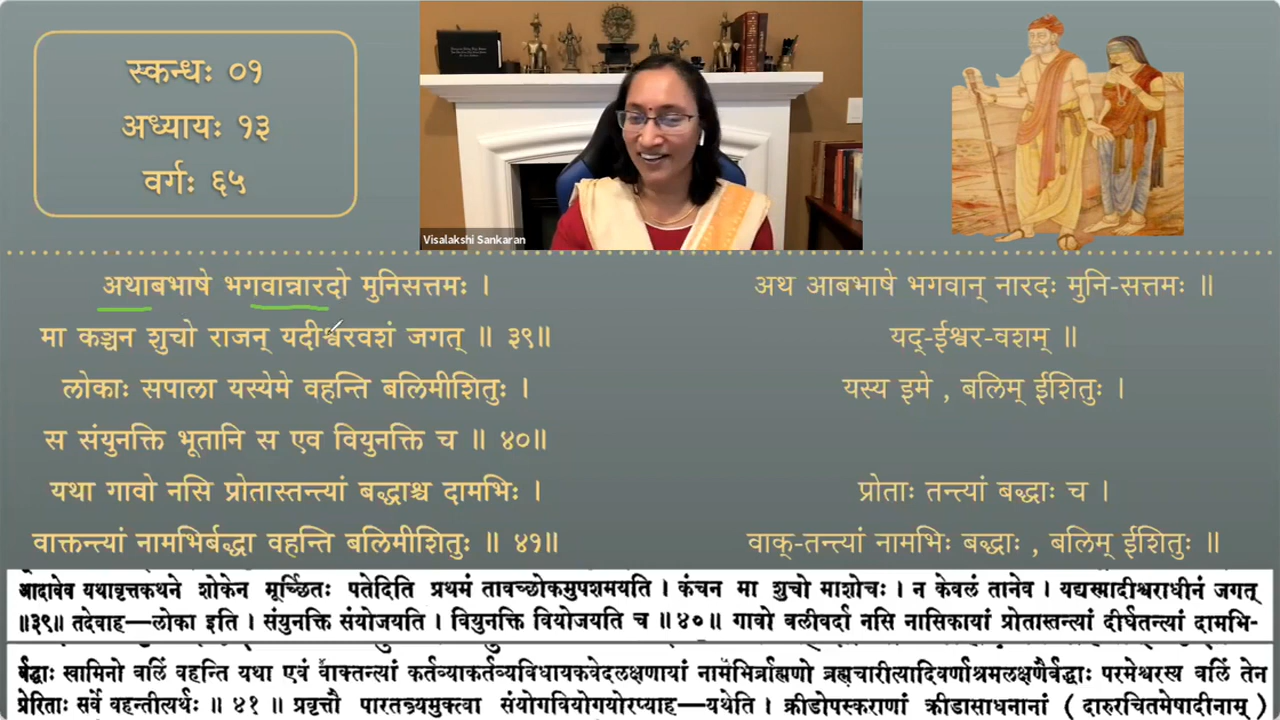 स्कन्धः ०१
अध्यायः १३
वर्गः ६५
Visalakshi Sankaran
अथाबभाषे भगवान्नारदो मुनिसत्तमः ।
मा कञ्चन शुचो राजन् यदीश्वरवशं जगत् ॥ ३९॥
लोकाः सपाला यस्येमे वहन्ति बलिमीशितुः ।
स संयुनक्ति भूतानि स एव वियुनक्ति च ॥ ४०॥
यथा गावो नसि प्रोतास्तन्त्यां बद्धाश्च दामभिः ।
वाक्तन्त्यां नामभिर्बद्धा वहन्ति बलिमीशितुः ॥ ४१॥
अथ आबभाषे भगवान् नारदः मुनि-सत्तमः ॥
यद्-ईश्वर-वशम् ॥
यस्य इमे , बलिम् ईशितुः ।
प्रोताः तन्त्यां बद्धाः च ।
वाक्-तन्त्यां नामभिः बद्धाः , बलिम् ईशितुः ॥
आदावेव यथावृत्तकथने शोकेन मूर्च्छितः पतेदिति प्रथमं तावच्छोकमुपशमयति । कंचन मा शुचो माशोचः । न केवलं तानेव । यद्यस्मादीश्वराधीनं जगत्
॥३९॥ तदेवाह—लोका इति । संयुनक्ति संयोजयति । वियुनक्ति वियोजयति च ॥ ४० ॥ गावो बलीवर्दा नसि नासिकायां प्रोतास्तन्त्यां दीर्घतन्त्यां दामभि-
र्बद्धाः स्वामिनो बलिं वहन्ति यथा एवं वाक्तन्त्यां कर्तव्याकर्तव्यविधायकवेदलक्षणायां नामभिर्ब्राह्मणो ब्रह्मचारीत्यादिवर्णाश्रमलक्षणैर्बद्धाः परमेश्वरस्य बलिं तेन
प्रेरिताः सर्वे वहन्तीत्यर्थः ॥ ४१ ॥ प्रवृत्तौ पारतन्त्र्यमुक्त्वा संयोगवियोगयोरप्याह—यथेति । क्रीडोपस्कराणां क्रीडासाधनानां ( दारुरचितमेषादीनाम् )